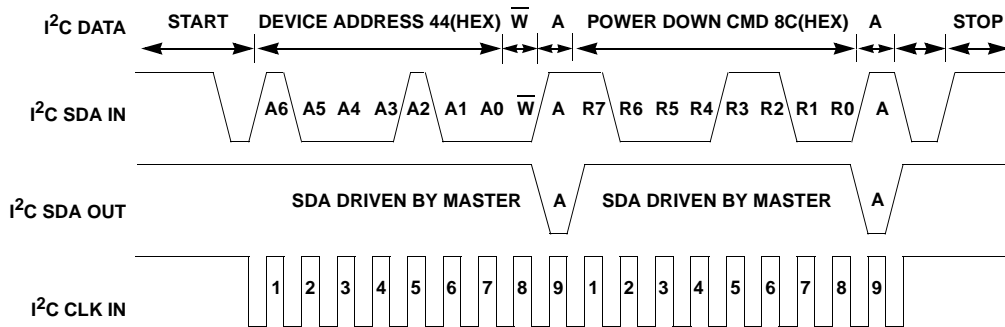 I²C DATA START DEVICE ADDRESS 44(HEX) W̅ A POWER DOWN CMD 8C(HEX) A STOP
I²C SDA IN A6 A5 A4 A3 A2 A1 A0 W̅ A R7 R6 R5 R4 R3 R2 R1 R0 A
I²C SDA OUT SDA DRIVEN BY MASTER A SDA DRIVEN BY MASTER A
I²C CLK IN 1 2 3 4 5 6 7 8 9 1 2 3 4 5 6 7 8 9